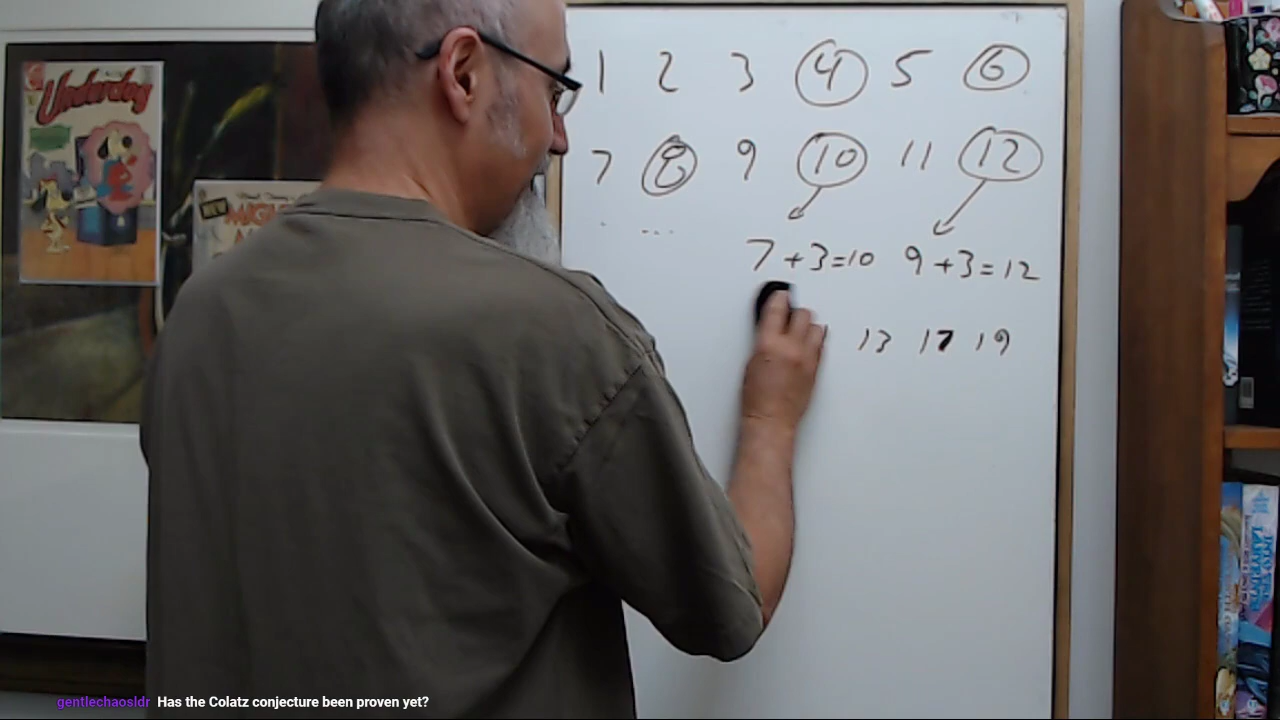 1 2 3 4 5 6
7 8 9 10 11 12
. ...
7+3=10 9+3=12
13 17 19
Underdog
NEW
gentlechaosldr Has the Colatz conjecture been proven yet?